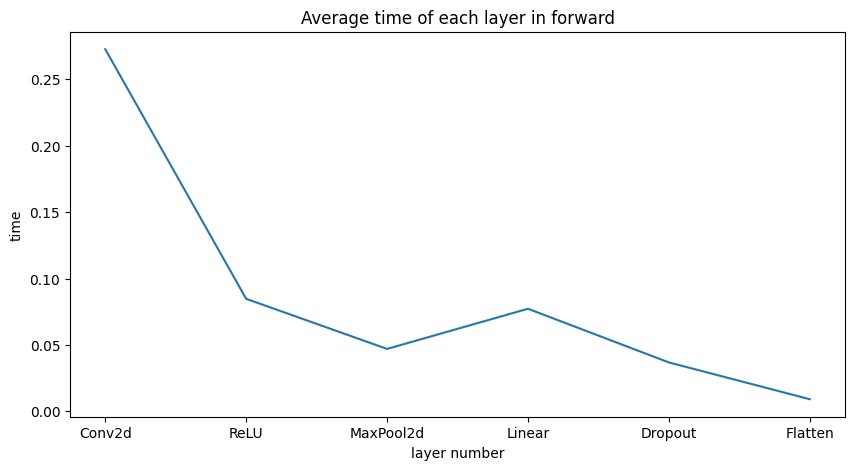 Average time of each layer in forward
time
0.25
0.20
0.15
0.10
0.05
0.00
Conv2d ReLU MaxPool2d Linear Dropout Flatten
layer number